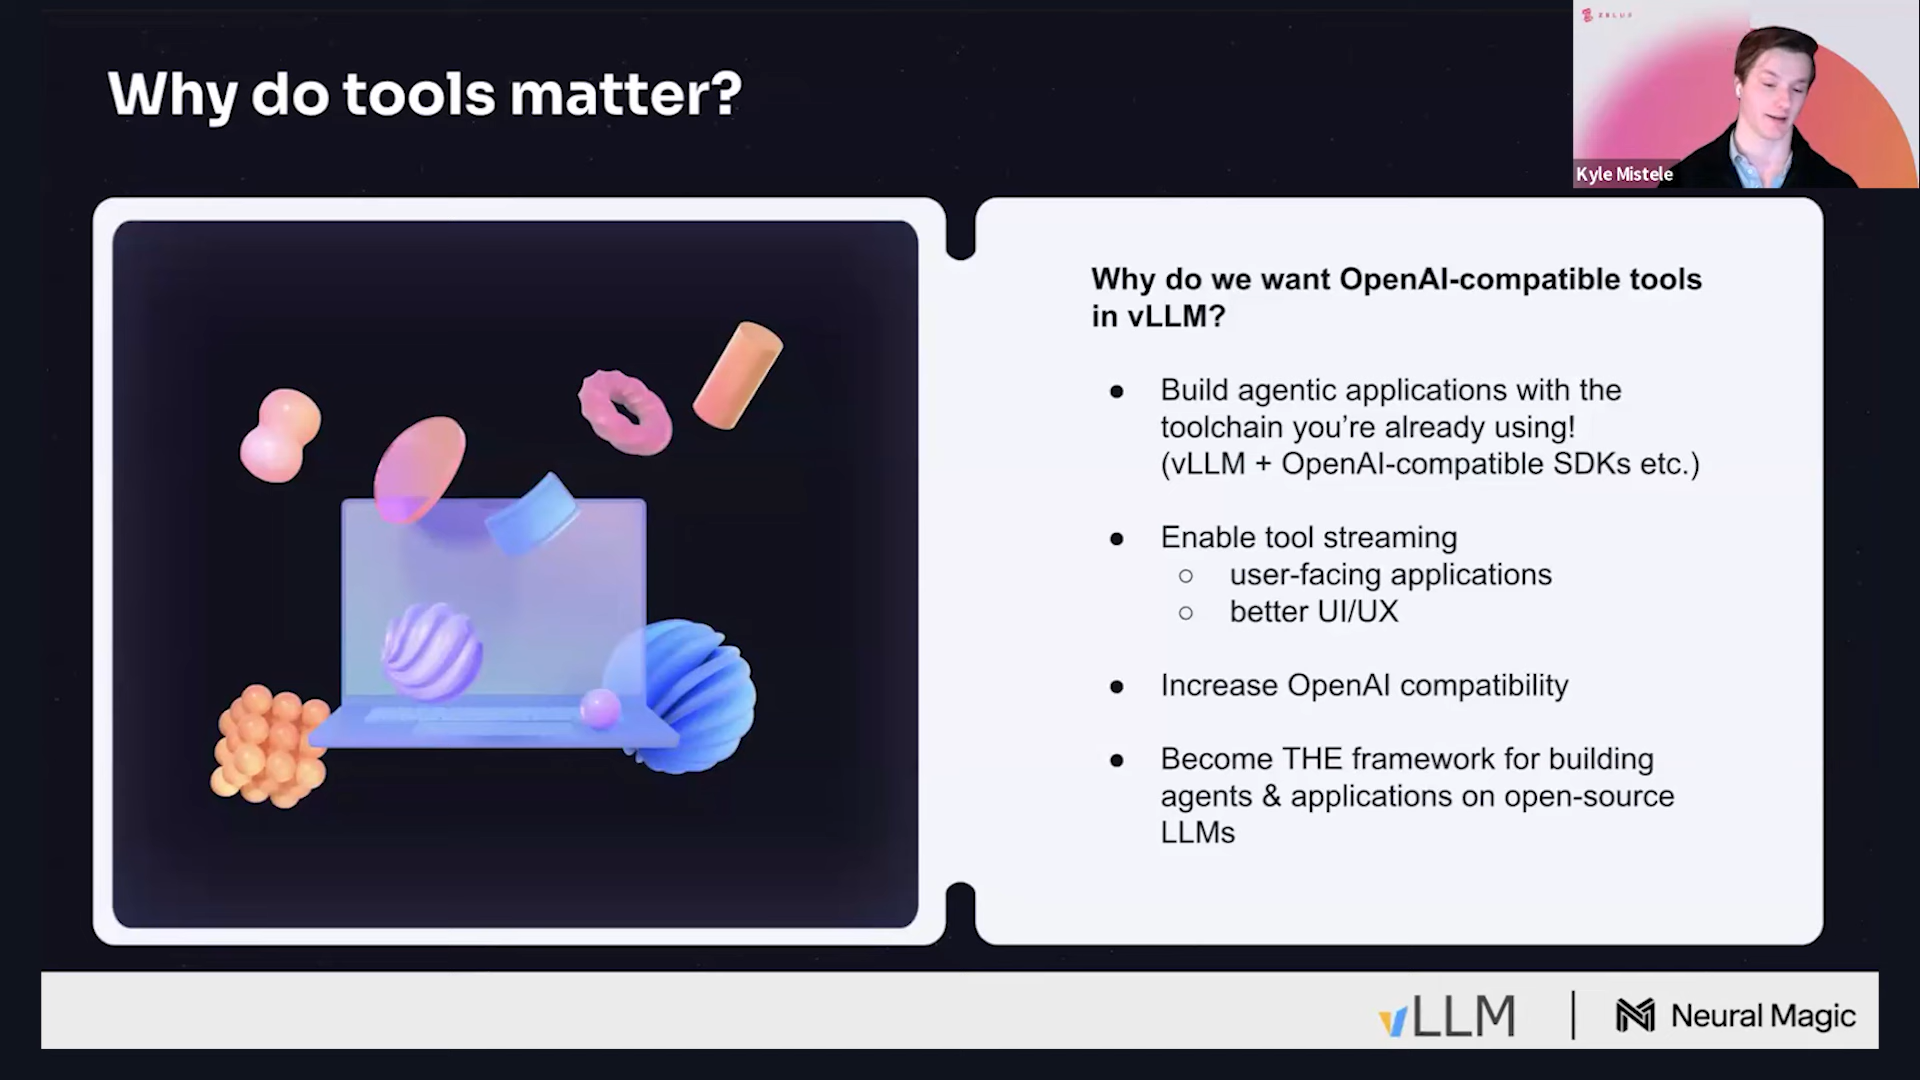 Why do tools matter?
Kyle Mistele
Why do we want OpenAI-compatible tools
in vLLM?
● Build agentic applications with the
toolchain you’re already using!
(vLLM + OpenAI-compatible SDKs etc.)
● Enable tool streaming
○ user-facing applications
○ better UI/UX
● Increase OpenAI compatibility
● Become THE framework for building
agents & applications on open-source
LLMs
vLLM | Neural Magic